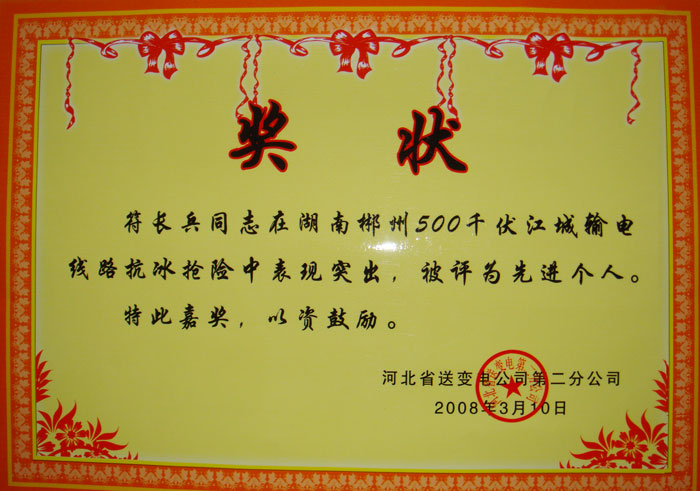 奖状
符长兵同志在湖南郴州500千伏江城输电
线路抗冰抢险中表现突出，被评为先进个人。
特此嘉奖，以资鼓励。
河北省送变电公司第二分公司
2008年3月10日